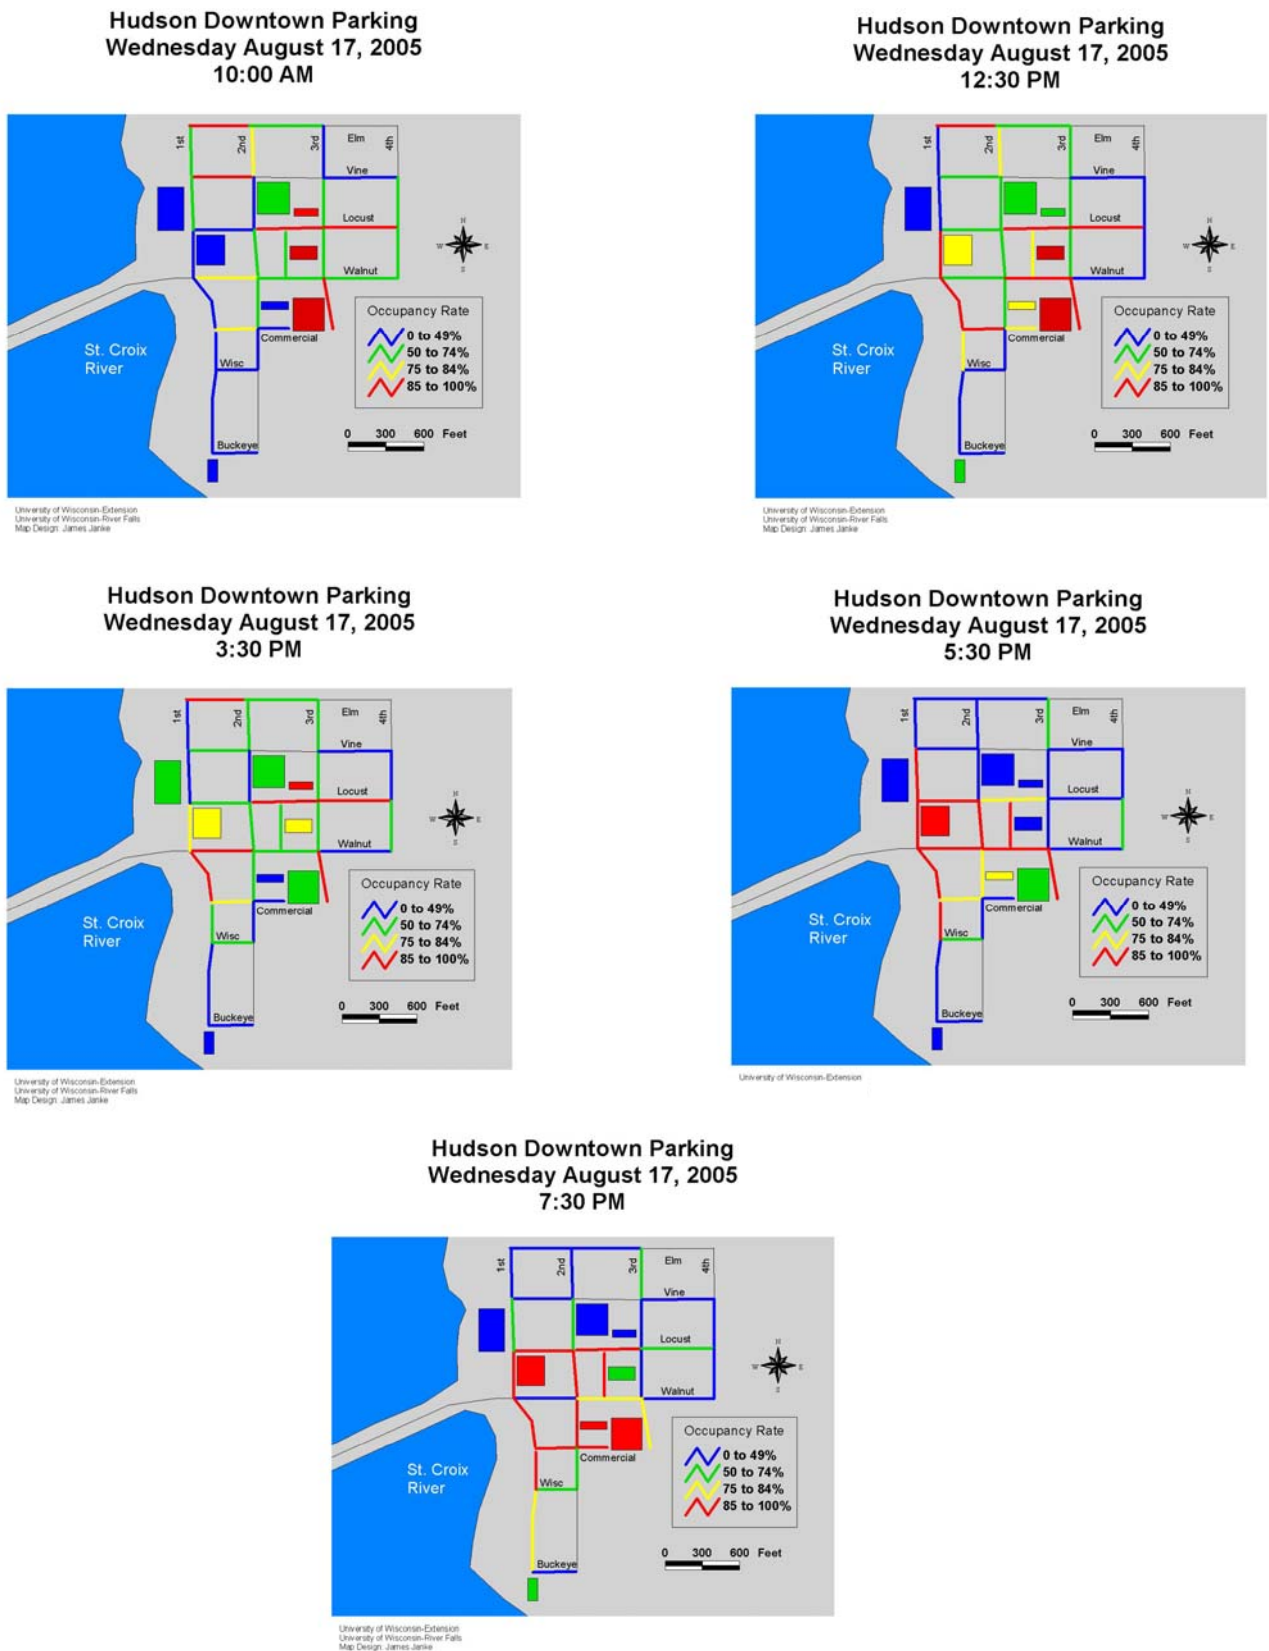 Hudson Downtown Parking
Wednesday August 17, 2005
10:00 AM
1st
2nd
3rd
Elm
4th
Vine
Locust
Walnut
N
W
E
S
Occupancy Rate
0 to 49%
50 to 74%
75 to 84%
85 to 100%
Commercial
St. Croix
River
Wisc
Buckeye
0 300 600 Feet
University of Wisconsin-Extension
University of Wisconsin-River Falls
Map Design: James Janke
Hudson Downtown Parking
Wednesday August 17, 2005
12:30 PM
1st
2nd
3rd
Elm
4th
Vine
Locust
Walnut
N
W
E
S
Occupancy Rate
0 to 49%
50 to 74%
75 to 84%
85 to 100%
Commercial
St. Croix
River
Wisc
Buckeye
0 300 600 Feet
University of Wisconsin-Extension
University of Wisconsin-River Falls
Map Design: James Janke
Hudson Downtown Parking
Wednesday August 17, 2005
3:30 PM
1st
2nd
3rd
Elm
4th
Vine
Locust
Walnut
N
W
E
S
Occupancy Rate
0 to 49%
50 to 74%
75 to 84%
85 to 100%
Commercial
St. Croix
River
Wisc
Buckeye
0 300 600 Feet
University of Wisconsin-Extension
University of Wisconsin-River Falls
Map Design: James Janke
Hudson Downtown Parking
Wednesday August 17, 2005
5:30 PM
1st
2nd
3rd
Elm
4th
Vine
Locust
Walnut
N
W
E
S
Occupancy Rate
0 to 49%
50 to 74%
75 to 84%
85 to 100%
Commercial
St. Croix
River
Wisc
Buckeye
0 300 600 Feet
University of Wisconsin-Extension
Hudson Downtown Parking
Wednesday August 17, 2005
7:30 PM
1st
2nd
3rd
Elm
4th
Vine
Locust
Walnut
N
W
E
S
Occupancy Rate
0 to 49%
50 to 74%
75 to 84%
85 to 100%
Commercial
St. Croix
River
Wisc
Buckeye
0 300 600 Feet
University of Wisconsin-Extension
University of Wisconsin-River Falls
Map Design: James Janke